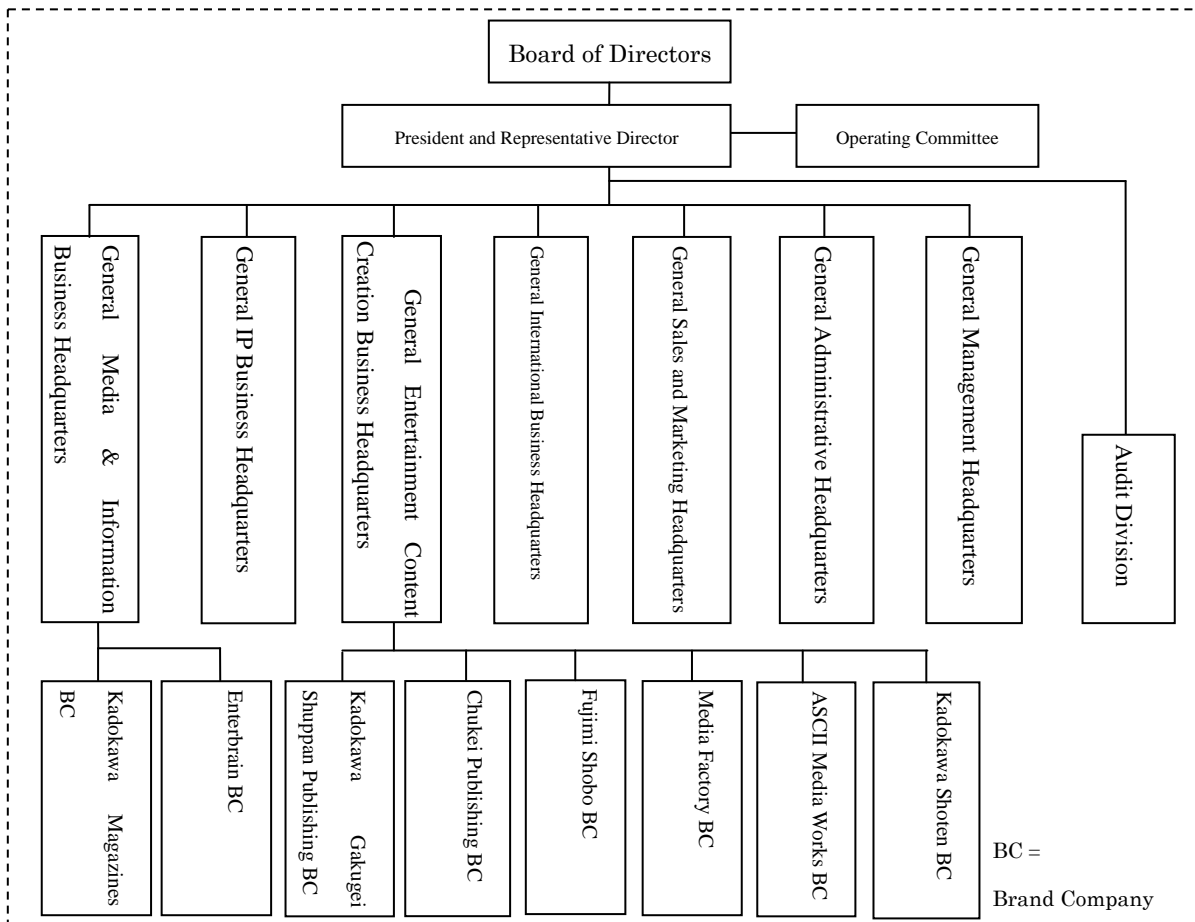 Board of Directors
President and Representative Director
Operating Committee
General Media & Information
Business Headquarters
General IP Business Headquarters
General Entertainment Content
Creation Business Headquarters
General International Business Headquarters
General Sales and Marketing Headquarters
General Administrative Headquarters
General Management Headquarters
Audit Division
Kadokawa Magazines
BC
Enterbrain BC
Kadokawa Gakugei
Shuppan Publishing BC
Chukei Publishing BC
Fujimi Shobo BC
Media Factory BC
ASCII Media Works BC
Kadokawa Shoten BC
BC =
Brand Company